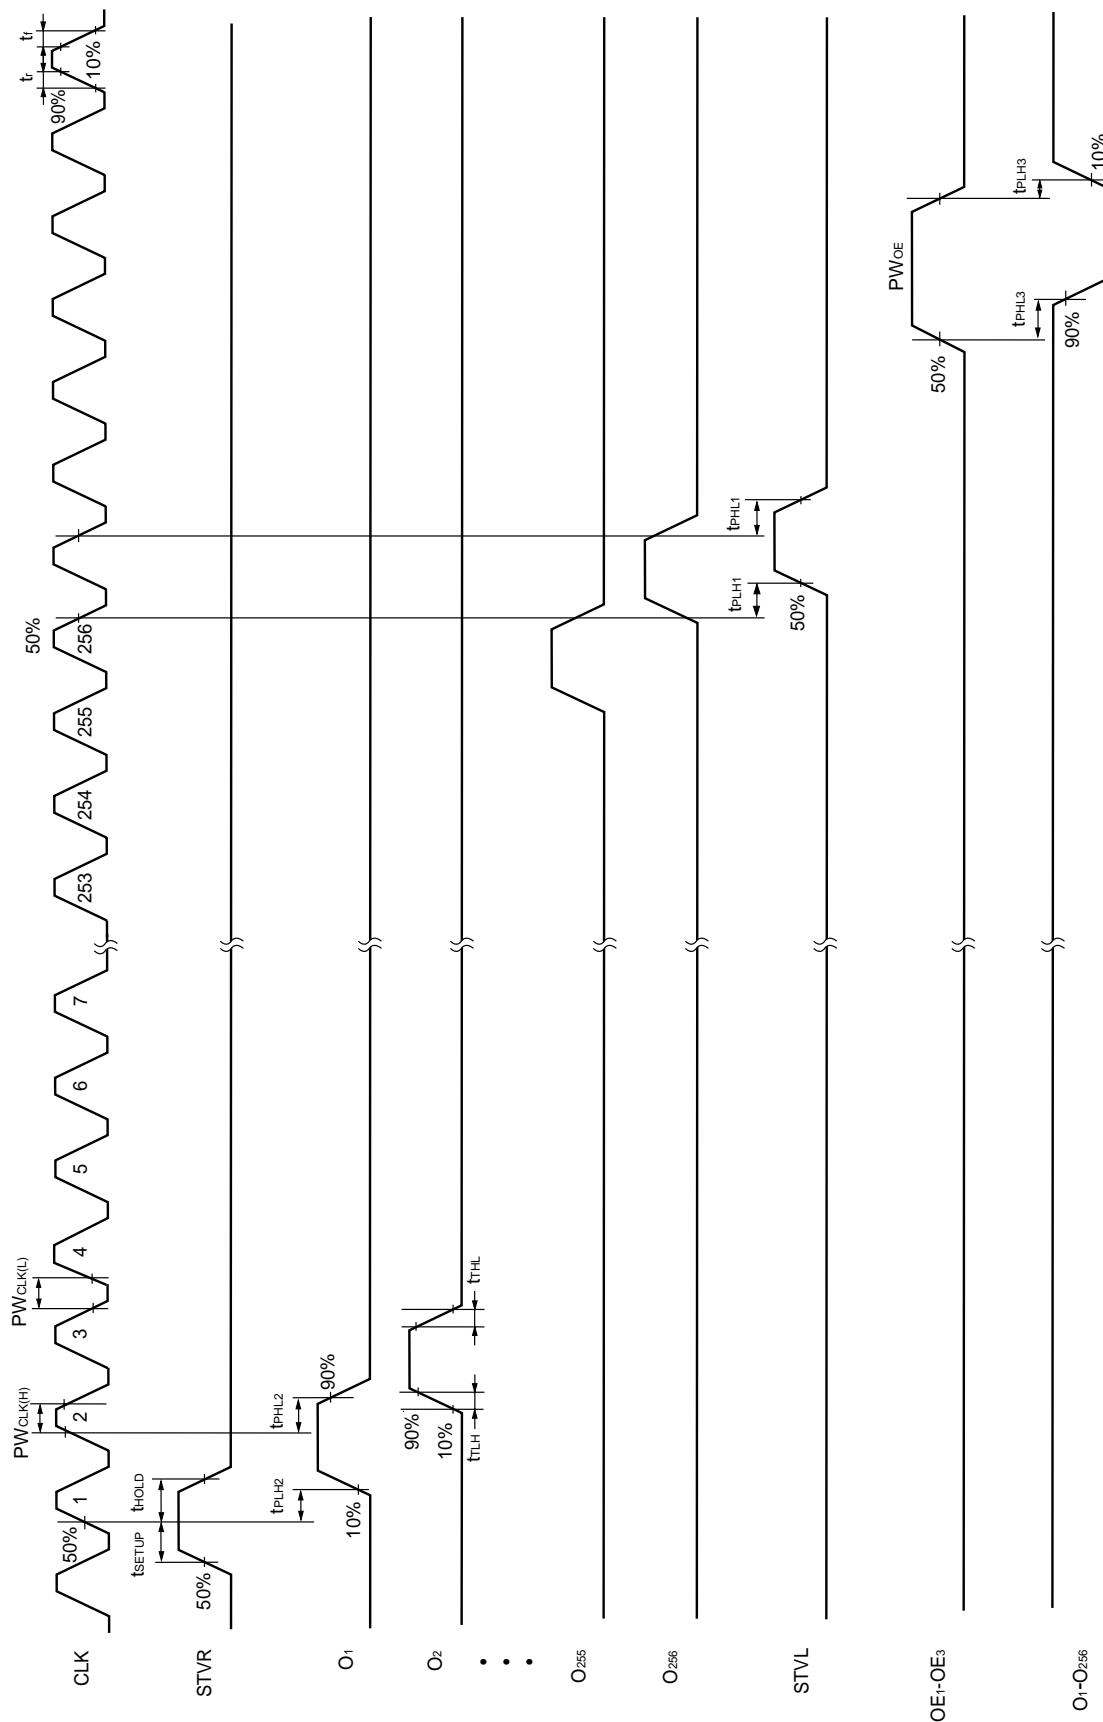 CLK
50%
1
PWCLK(H)
2
3
PWCLK(L)
4
5
6
7
253
254
255
256
50%
90%
tr
10%
tf
STVR
50%
tSETUP
tHOLD
O1
10%
tPLH2
tPHL2
90%
O2
tTLH
10%
90%
tTHL
O255
O256
STVL
50%
tPLH1
tPHL1
OE1-OE3
50%
PWOE
O1-O256
90%
tPHL3
tPLH3
10%